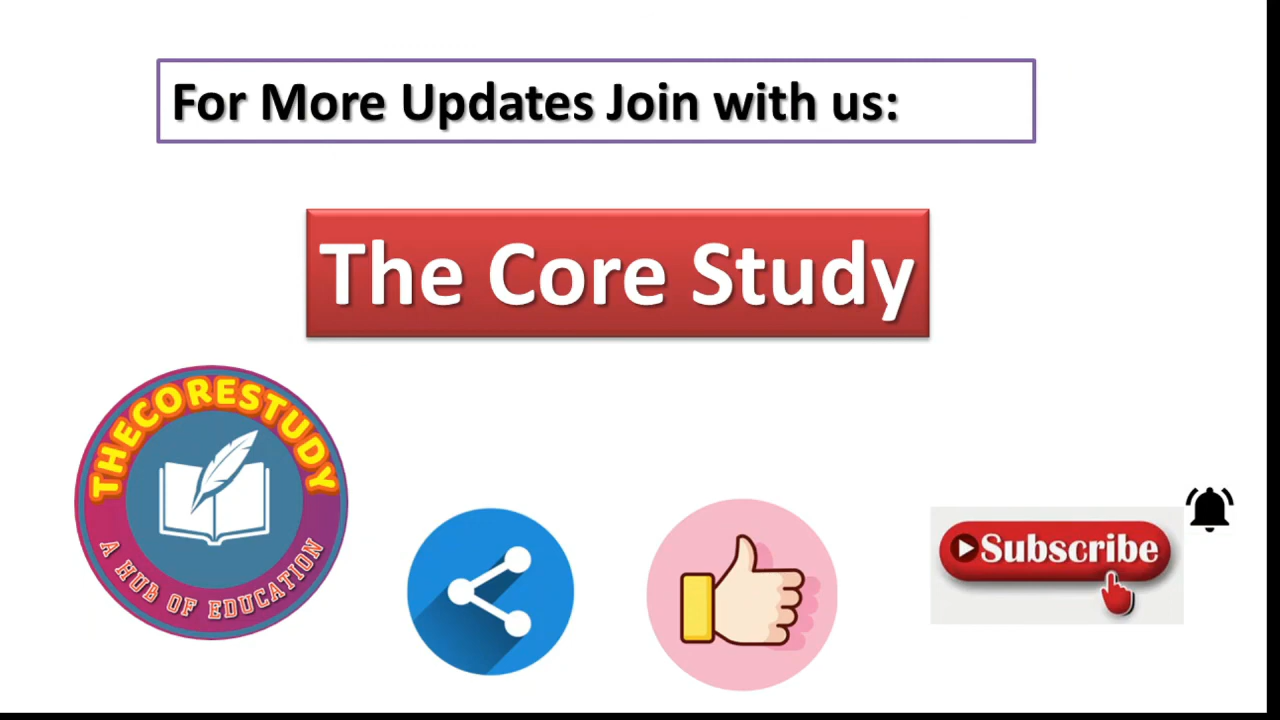 For More Updates Join with us:
The Core Study
THECORESTUDY
A HUB OF EDUCATION
Subscribe